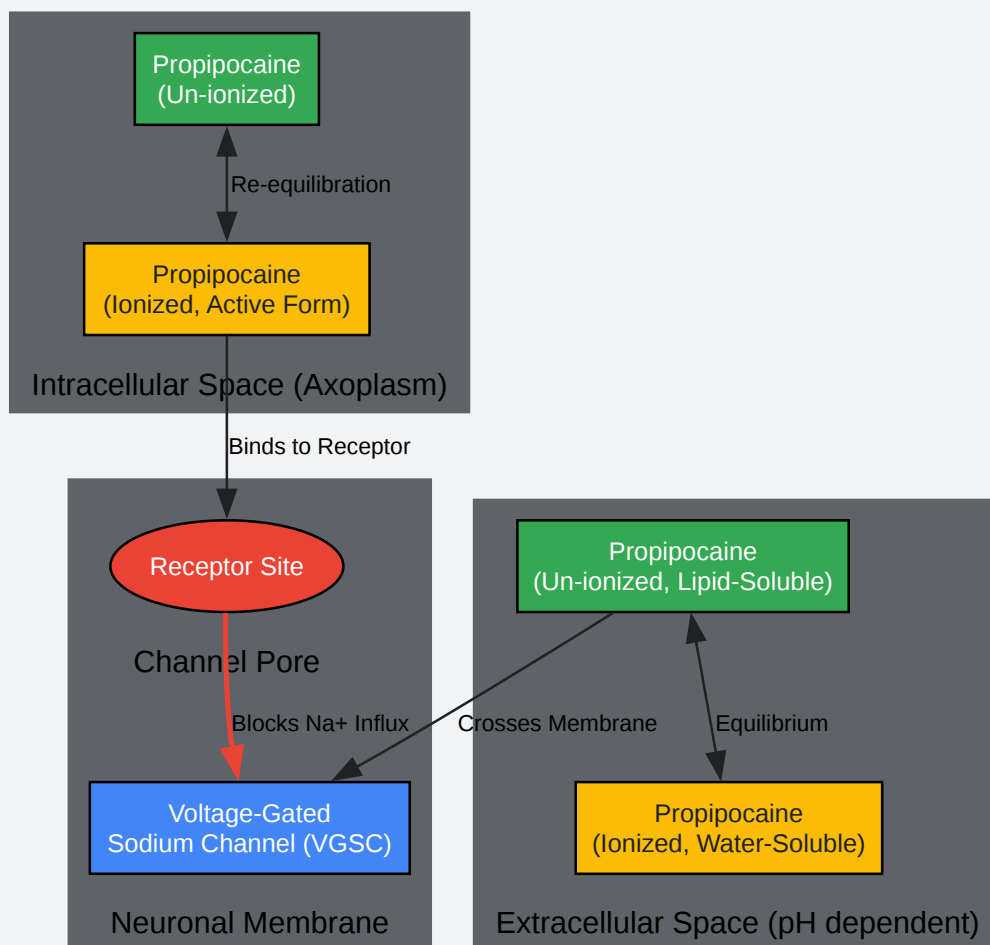 Propipocaine
(Un-ionized)
Re-equilibration
Propipocaine
(Ionized, Active Form)
Intracellular Space (Axoplasm)
Binds to Receptor
Receptor Site
Channel Pore
Blocks Na+ Influx
Voltage-Gated
Sodium Channel (VGSC)
Neuronal Membrane
Propipocaine
(Un-ionized, Lipid-Soluble)
Crosses Membrane
Equilibrium
Propipocaine
(Ionized, Water-Soluble)
Extracellular Space (pH dependent)